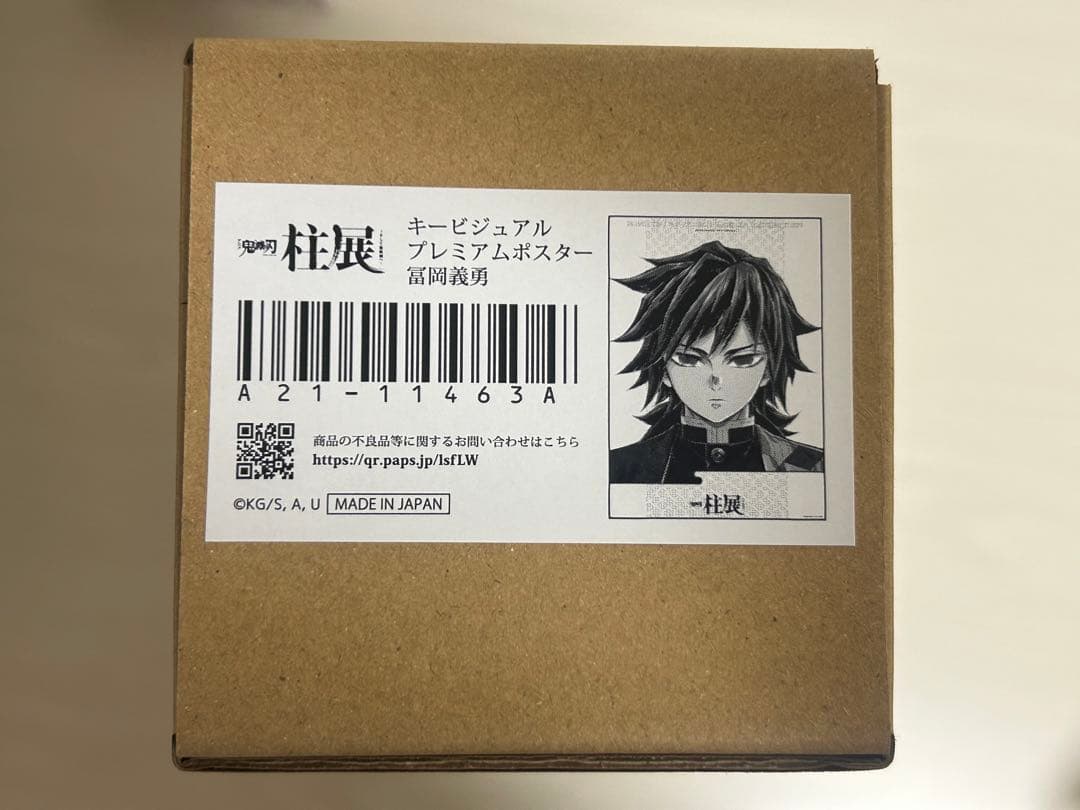 鬼滅の刃 柱展
キービジュアル
プレミアムポスター
冨岡義勇
A21-11463A
商品の不良品等に関するお問い合わせはこちら
https://qr.paps.jp/lsfLW
©KG/S, A, U MADE IN JAPAN
柱展